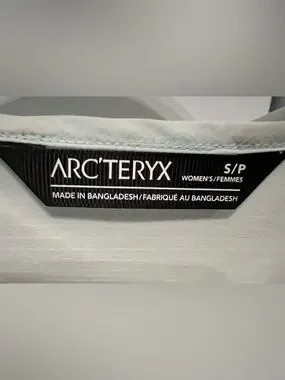 ARC'TERYX
S/P
WOMEN'S/FEMMES
MADE IN BANGLADESH/FABRIQUÉ AU BANGLADESH